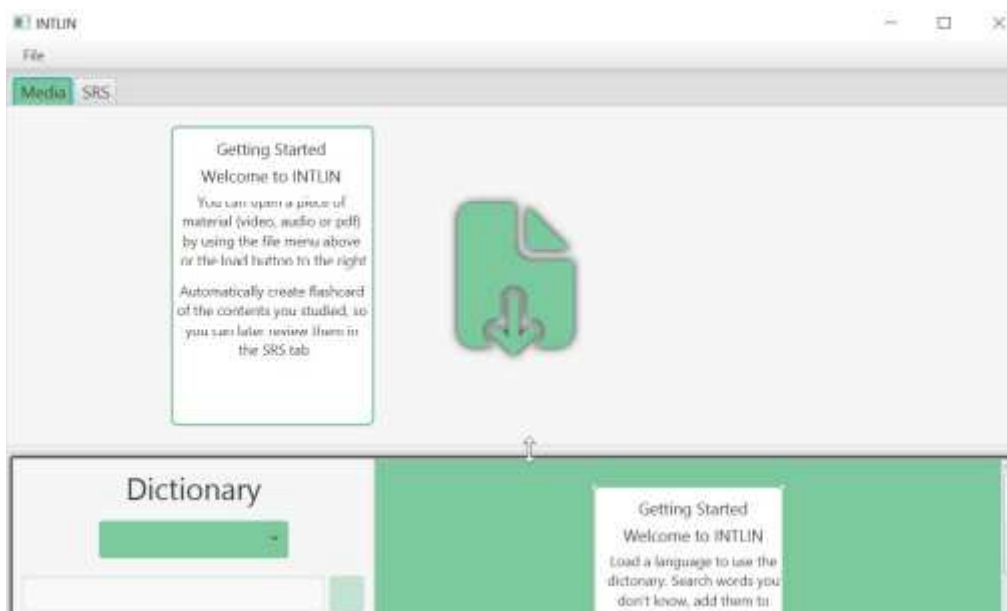 INTLIN
File
Media SRS
Getting Started
Welcome to INTLIN
You can open a piece of
material (video, audio or pdf)
by using the file menu above
or the load button to the right
Automatically create flashcard
of the contents you studied, so
you can later review them in
the SRS tab
Dictionary
Getting Started
Welcome to INTLIN
Load a language to use the
dictonary. Search words you
don't know, add them to